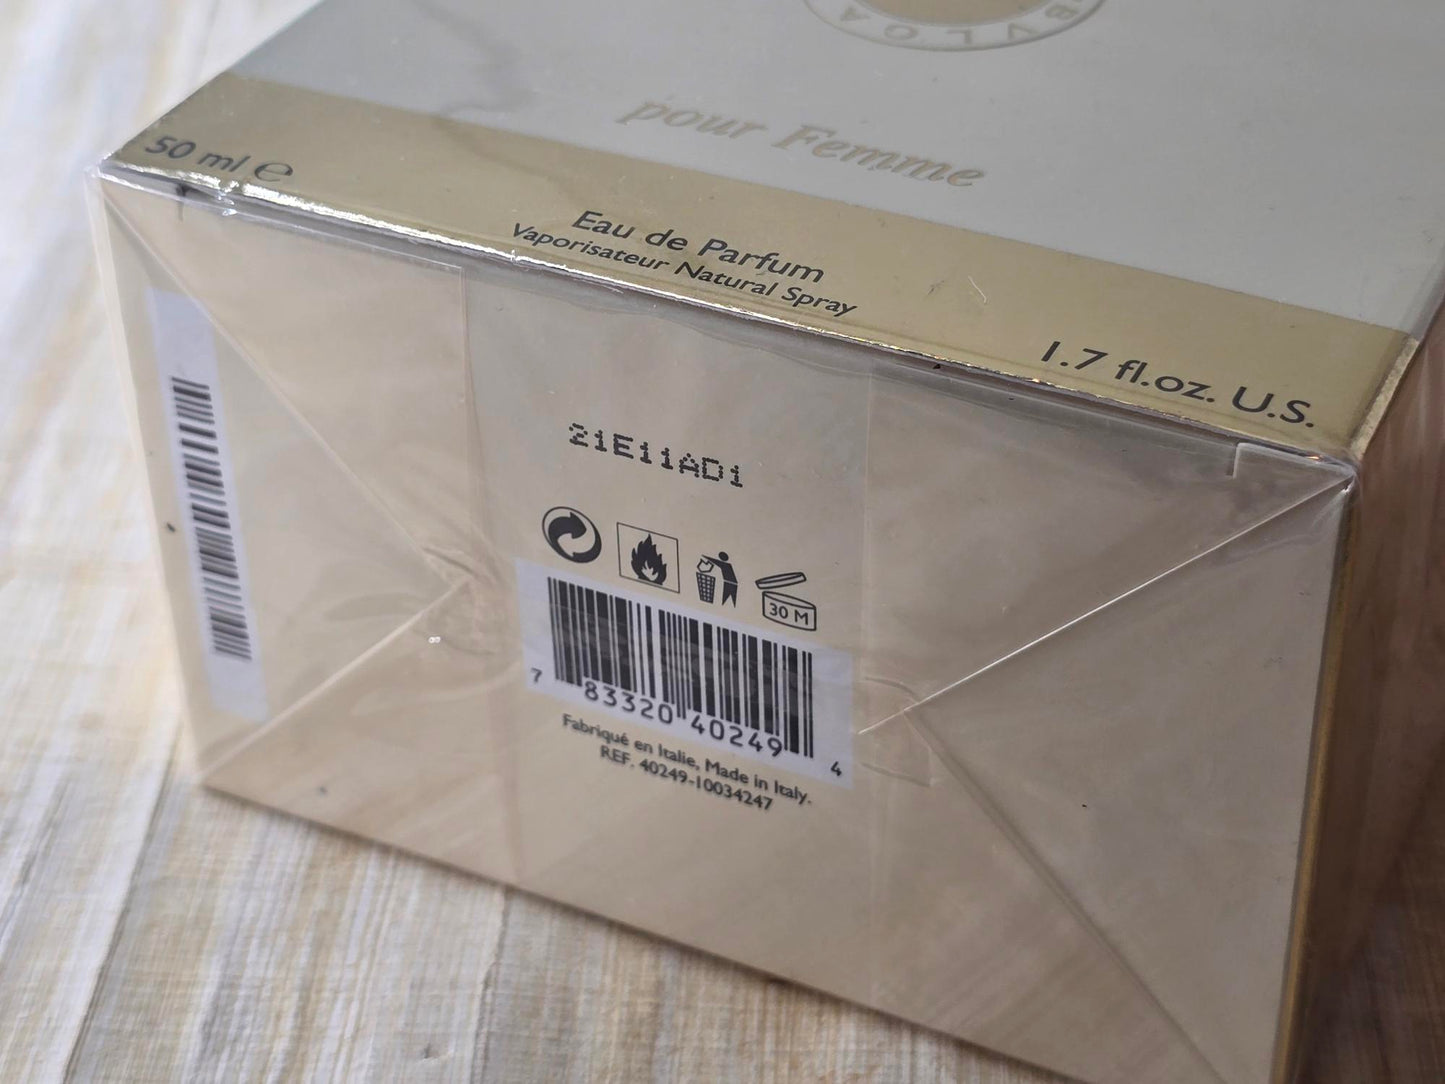 BVLGA
pour Femme
50 ml ℮
Eau de Parfum
Vaporisateur Natural Spray
1.7 fl.oz. U.S.
21E11AD1
30 M
7 83320 40249 4
Fabriqué en Italie, Made in Italy.
REF. 40249-10034247